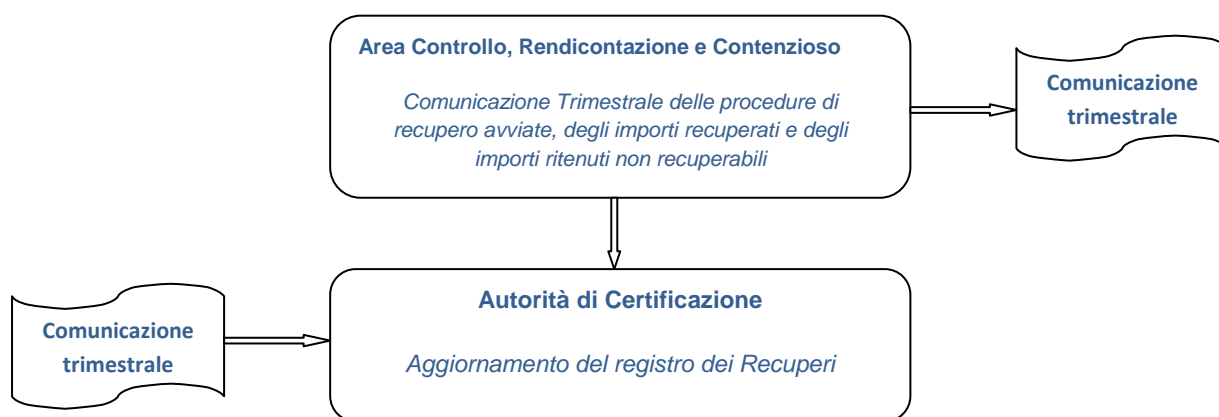 Area Controllo, Rendicontazione e Contenzioso
Comunicazione Trimestrale delle procedure di
recupero avviate, degli importi recuperati e degli
importi ritenuti non recuperabili
Comunicazione
trimestrale
Autorità di Certificazione
Aggiornamento del registro dei Recuperi
Comunicazione
trimestrale